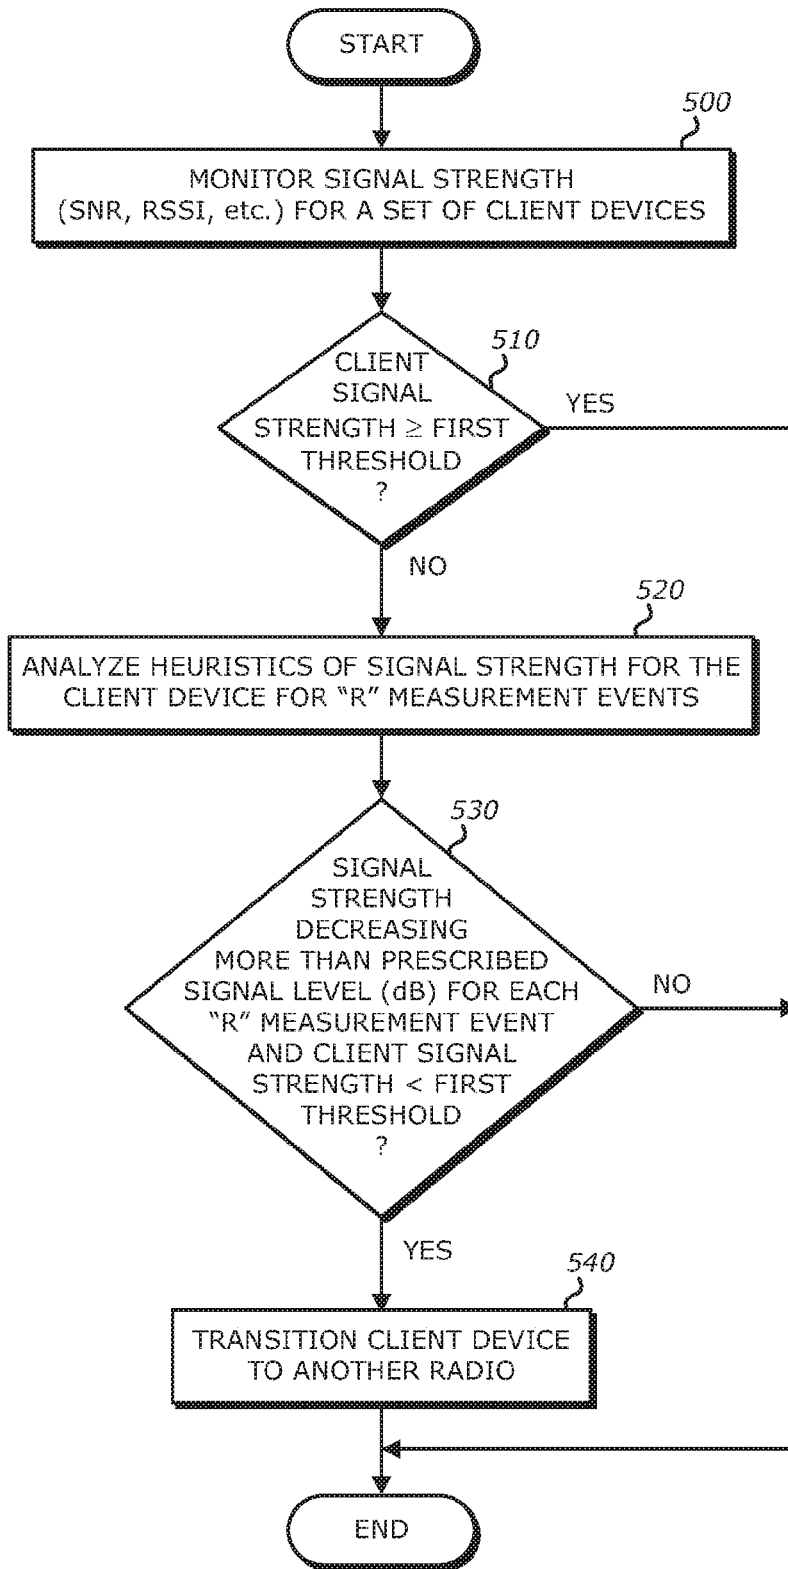 START
500
MONITOR SIGNAL STRENGTH
(SNR, RSSI, etc.) FOR A SET OF CLIENT DEVICES
510
CLIENT
SIGNAL
STRENGTH ≥ FIRST
THRESHOLD
?
YES
NO
520
ANALYZE HEURISTICS OF SIGNAL STRENGTH FOR THE
CLIENT DEVICE FOR “R” MEASUREMENT EVENTS
530
SIGNAL
STRENGTH
DECREASING
MORE THAN PRESCRIBED
SIGNAL LEVEL (dB) FOR EACH
“R” MEASUREMENT EVENT
AND CLIENT SIGNAL
STRENGTH < FIRST
THRESHOLD
?
NO
YES
540
TRANSITION CLIENT DEVICE
TO ANOTHER RADIO
END